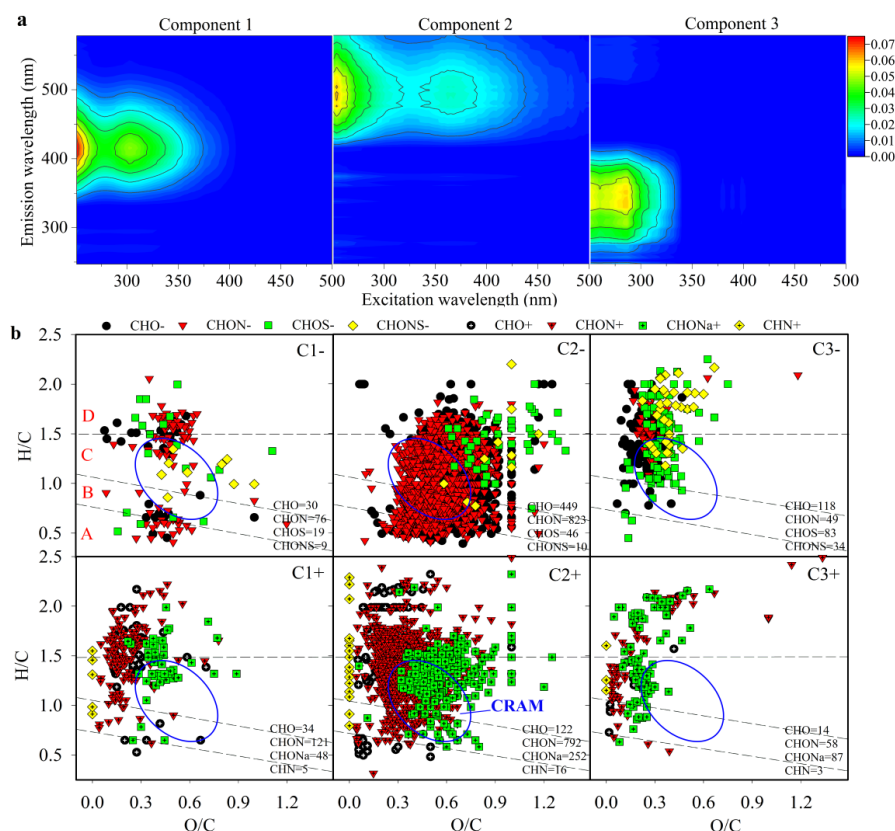 a
Component 1
Component 2
Component 3
Emission wavelength (nm)
500
400
300
0.07
0.06
0.05
0.04
0.03
0.02
0.01
0.00
300 350 400 450 500
300 350 400 450 500
300 350 400 450 500
Excitation wavelength (nm)
b
CHO- CHON- CHOS- CHONS- CHO+ CHON+ CHONa+ CHN+
H/C
2.5
2.0
1.5
1.0
0.5
D
C
B
A
C1-
CHO=30
CHON=76
CHOS=19
CHONS=9
C2-
CHO=449
CHON=823
CHOS=46
CHONS=10
C3-
CHO=118
CHON=49
CHOS=83
CHONS=34
H/C
2.5
2.0
1.5
1.0
0.5
C1+
CHO=34
CHON=121
CHONa=48
CHN=5
C2+
CRAM
CHO=122
CHON=792
CHONa=252
CHN=16
C3+
CHO=14
CHON=58
CHONa=87
CHN=3
0.0 0.3 0.6 0.9 1.2
0.0 0.3 0.6 0.9 1.2
0.0 0.3 0.6 0.9 1.2
O/C
O/C
O/C